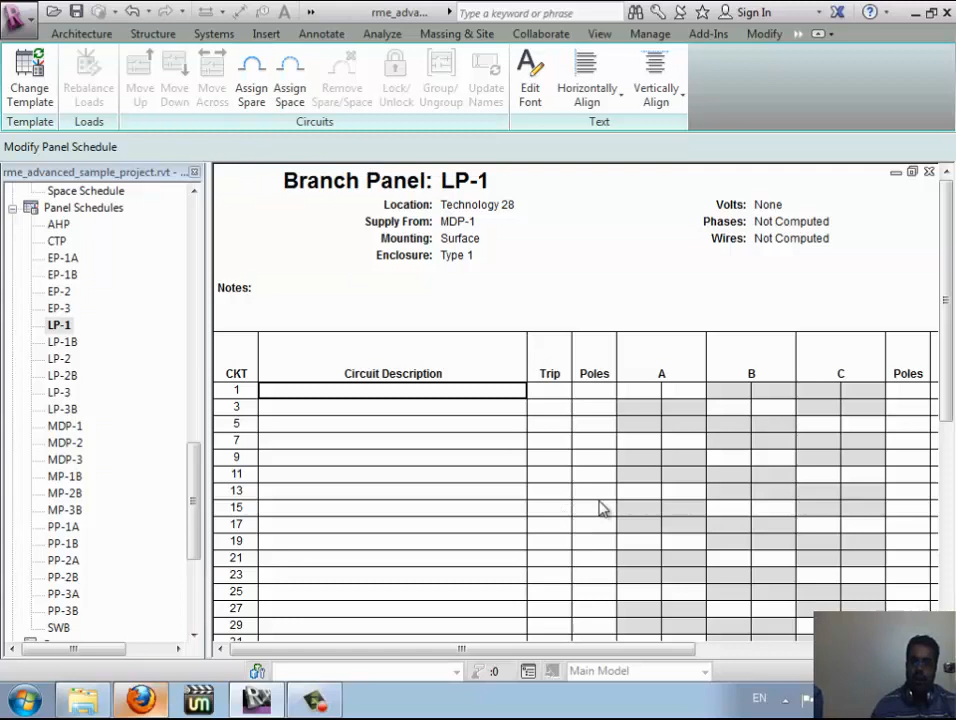 rme_adva...
Type a keyword or phrase
Sign In
Architecture Structure Systems Insert Annotate Analyze Massing & Site Collaborate View Manage Add-Ins Modify
Change Template
Rebalance Loads
Move Up
Move Down
Move Across
Assign Spare
Assign Space
Remove Spare/Space
Lock/ Unlock
Group/ Ungroup
Update Names
Edit Font
Horizontally Align
Vertically Align
Template Loads Circuits Text
Modify Panel Schedule
rme_advanced_sample_project.rvt - ...
Space Schedule
Panel Schedules
AHP
CTP
EP-1A
EP-1B
EP-2
EP-3
LP-1
LP-1B
LP-2
LP-2B
LP-3
LP-3B
MDP-1
MDP-2
MDP-3
MP-1B
MP-2B
MP-3B
PP-1A
PP-1B
PP-2A
PP-2B
PP-3A
PP-3B
SWB
Branch Panel: LP-1
Location: Technology 28 Volts: None
Supply From: MDP-1 Phases: Not Computed
Mounting: Surface Wires: Not Computed
Enclosure: Type 1
Notes:
CKT Circuit Description Trip Poles A B C Poles
1
3
5
7
9
11
13
15
17
19
21
23
25
27
29
:0 Main Model
EN